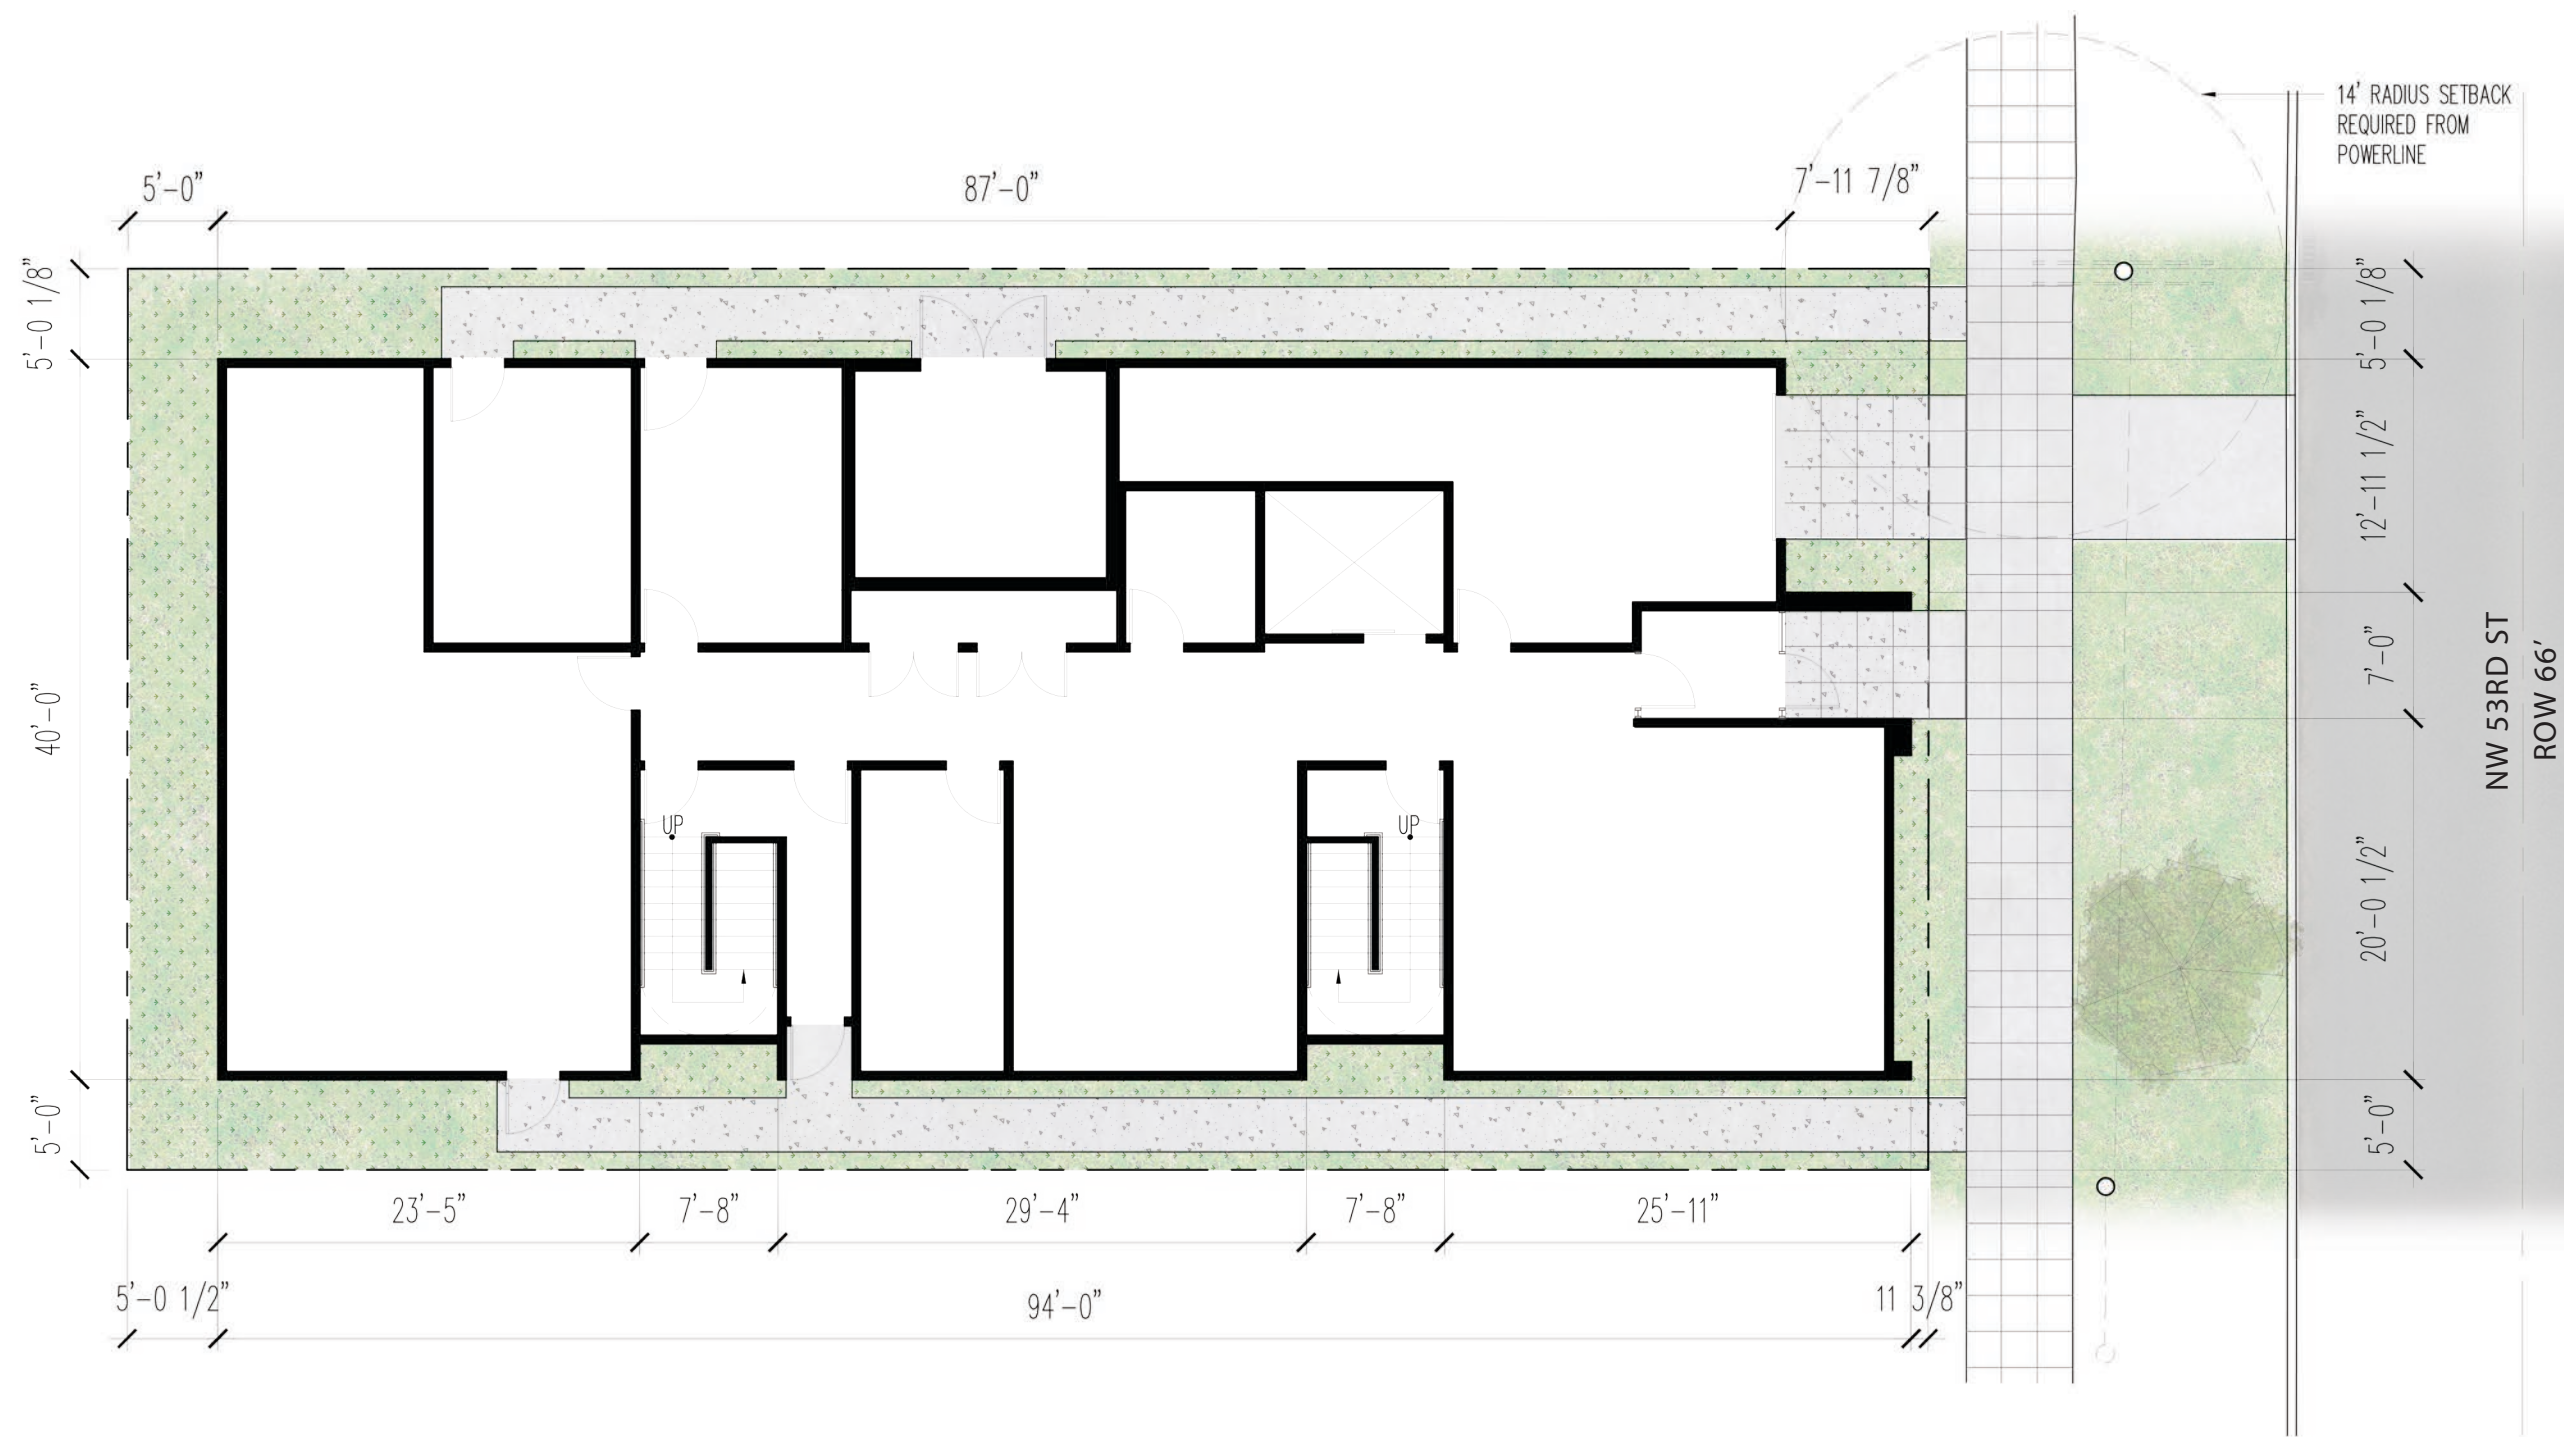 14' RADIUS SETBACK
REQUIRED FROM
POWERLINE
5'-0"
87'-0"
7'-11 7/8"
5'-0 1/8"
40'-0"
5'-0"
5'-0 1/8"
12'-11 1/2"
7'-0"
20'-0 1/2"
5'-0"
NW 53RD ST
ROW 66'
UP
UP
23'-5"
7'-8"
29'-4"
7'-8"
25'-11"
5'-0 1/2"
94'-0"
11 3/8"